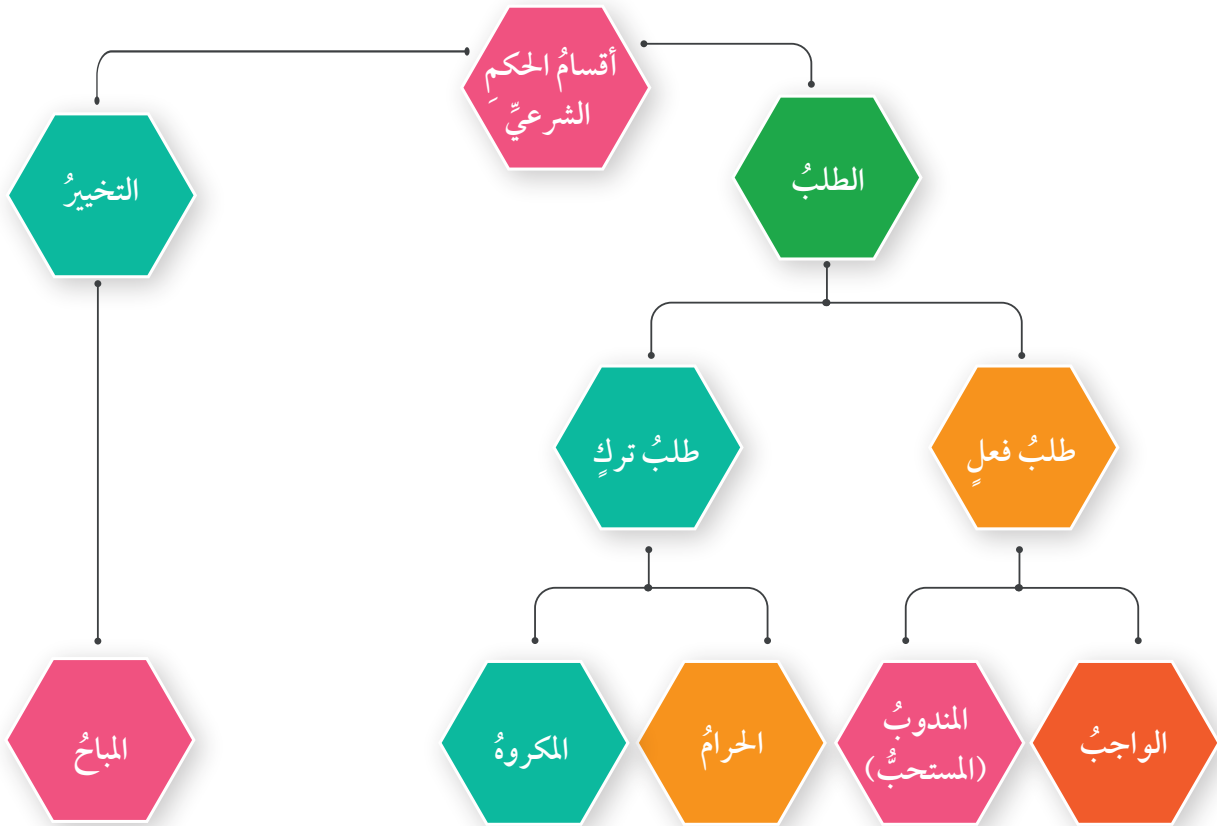 أقسامُ الحكمِ
الشرعيِّ
الطلبُ
التخييرُ
طلبُ فعلٍ
طلبُ تركٍ
الواجبُ
المندوبُ
(المستحبُّ)
الحرامُ
المكروهُ
المباحُ